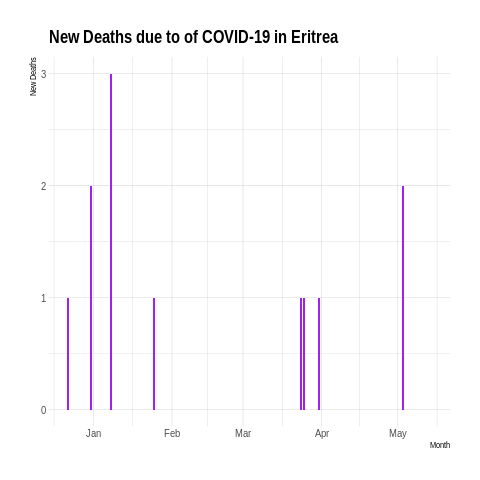 New Deaths due to of COVID-19 in Eritrea
New Deaths
3
2
1
0
Jan Feb Mar Apr May
Month